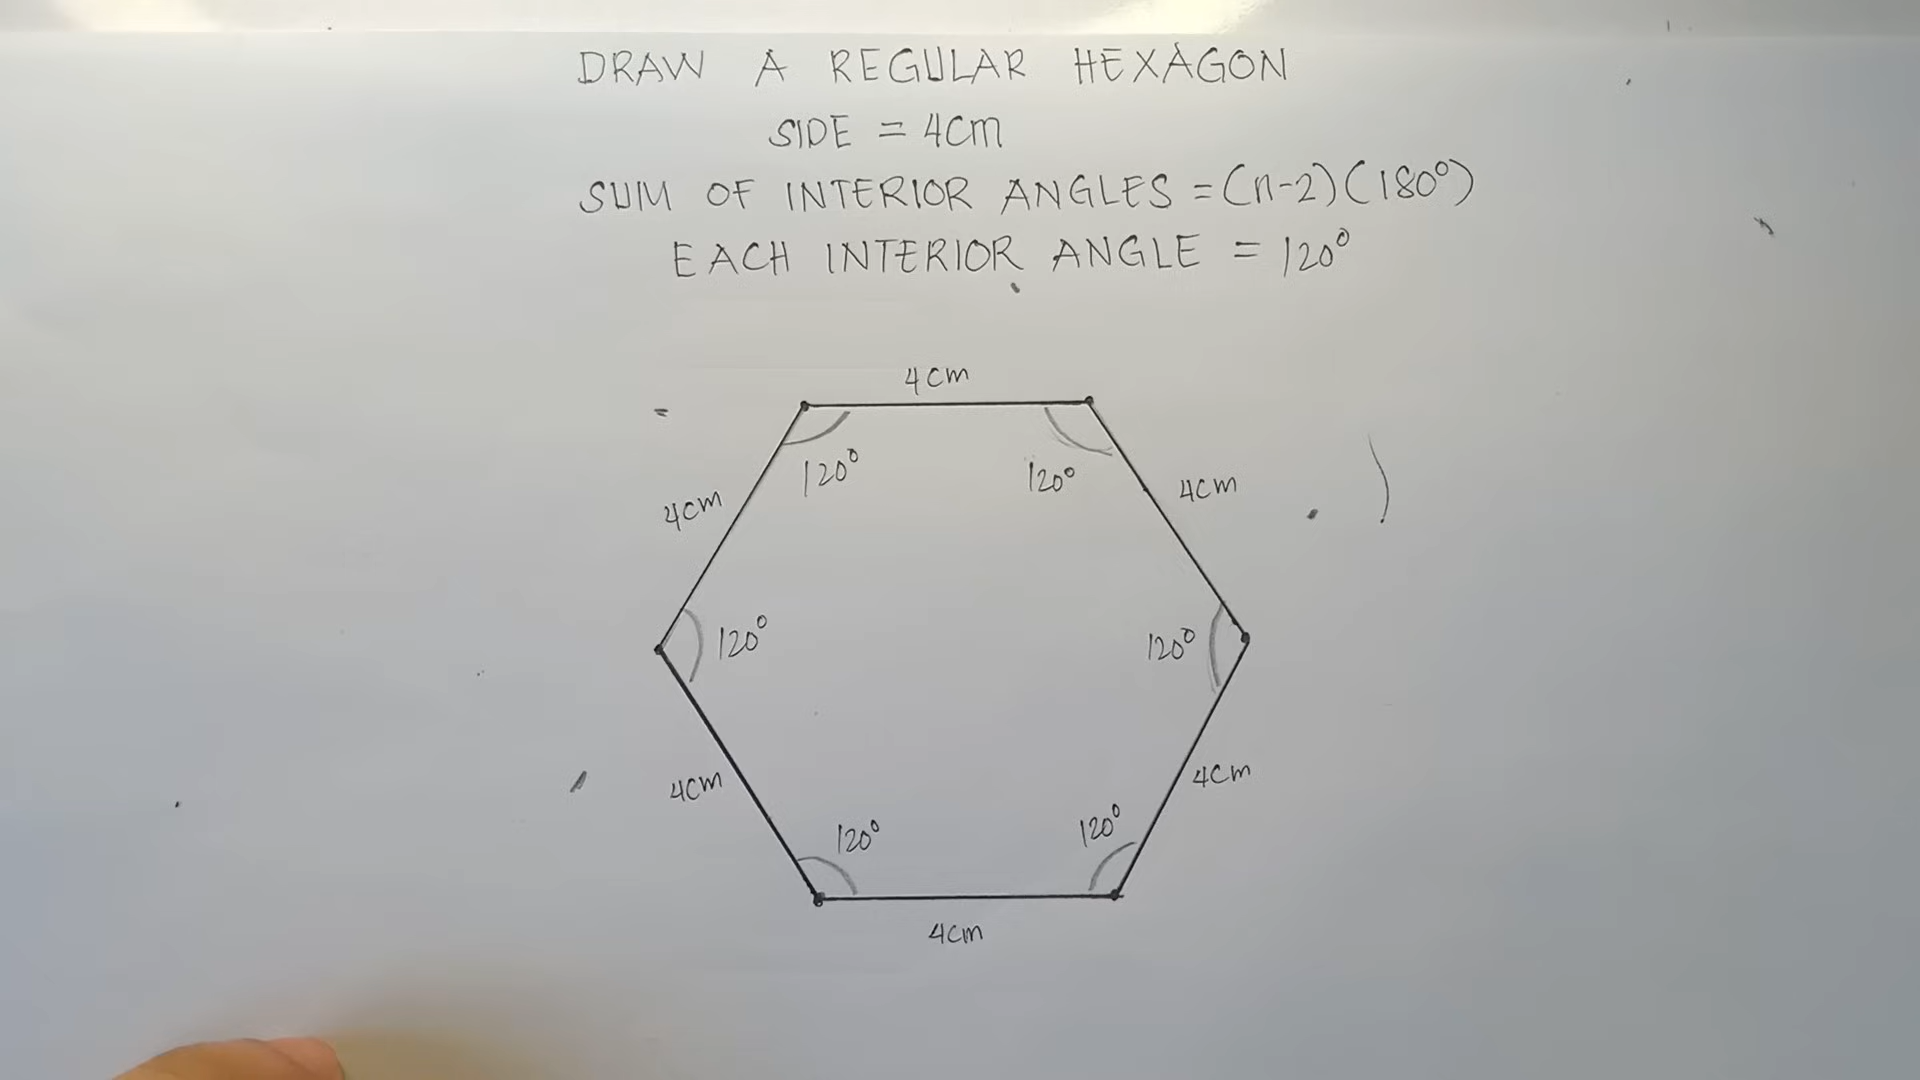 DRAW A REGULAR HEXAGON
SIDE = 4cm
SUM OF INTERIOR ANGLES = (n-2)(180°)
EACH INTERIOR ANGLE = 120°
4cm
120°
120°
4cm
4cm
120°
120°
4cm
4cm
120°
120°
4cm